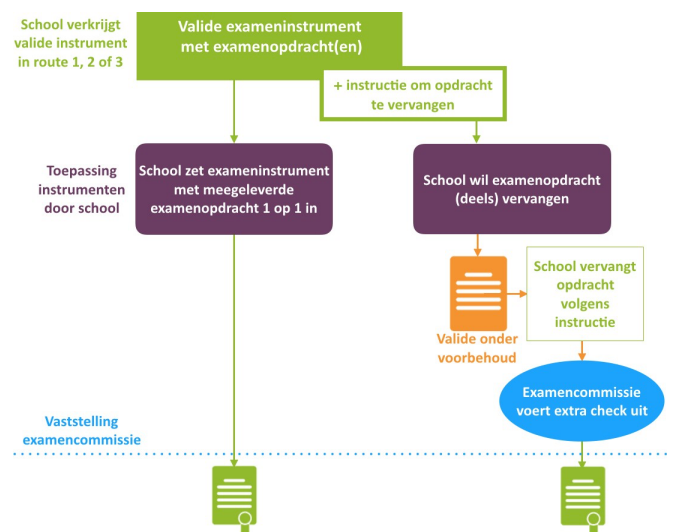 School verkrijgt
valide instrument
in route 1, 2 of 3
Valide exameninstrument
met examenopdracht(en)
+ instructie om opdracht
te vervangen
Toepassing
instrumenten
door school
School zet exameninstrument
met meegeleverde
examenopdracht 1 op 1 in
School wil examenopdracht
(deels) vervangen
School vervangt
opdracht
volgens
instructie
Valide onder
voorbehoud
Examencommissie
voert extra check uit
Vaststelling
examencommissie